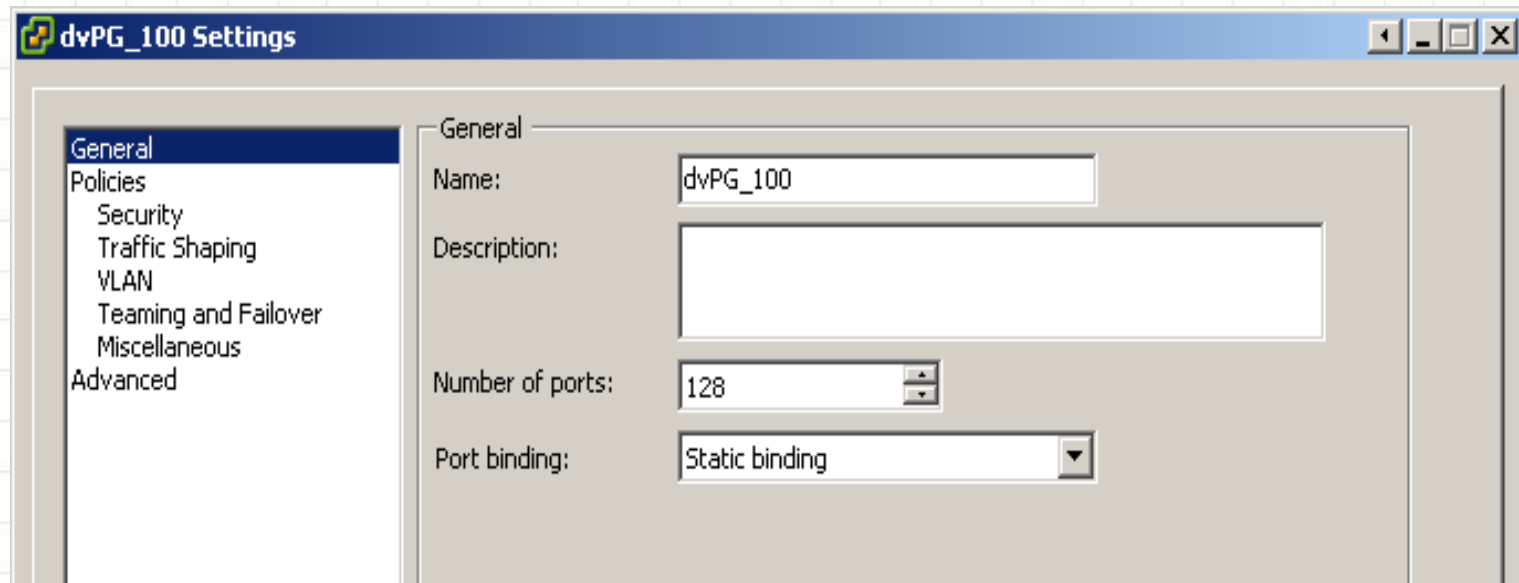 dvPG_100 Settings
General
Policies
Security
Traffic Shaping
VLAN
Teaming and Failover
Miscellaneous
Advanced
General
Name: dvPG_100
Description:
Number of ports: 128
Port binding: Static binding